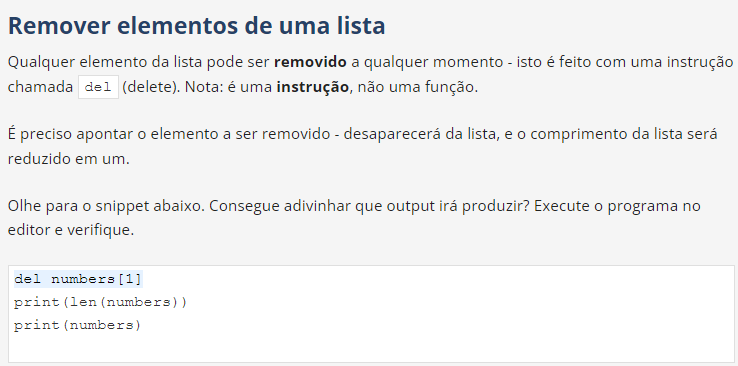 Remover elementos de uma lista
Qualquer elemento da lista pode ser removido a qualquer momento - isto é feito com uma instrução
chamada del (delete). Nota: é uma instrução, não uma função.
É preciso apontar o elemento a ser removido - desaparecerá da lista, e o comprimento da lista será
reduzido em um.
Olhe para o snippet abaixo. Consegue adivinhar que output irá produzir? Execute o programa no
editor e verifique.
del numbers[1]
print(len(numbers))
print(numbers)